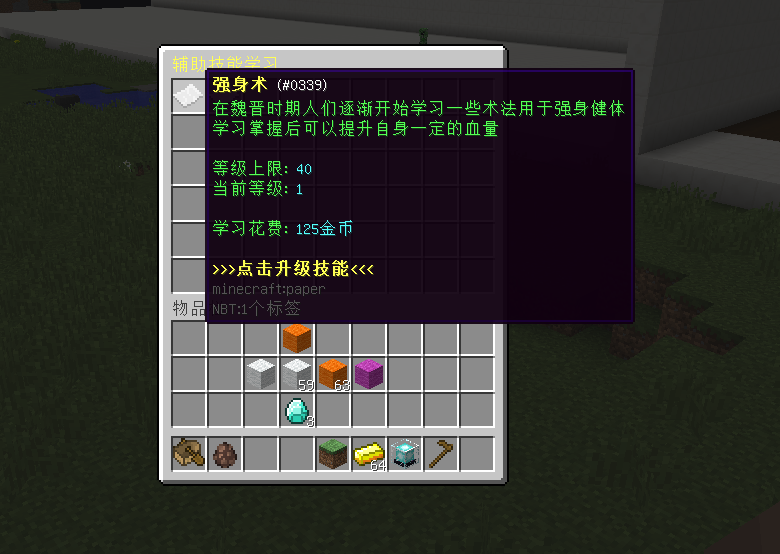 辅助技能学习
强身术 (#0339)
在魏晋时期人们逐渐开始学习一些术法用于强身健体
学习掌握后可以提升自身一定的血量
等级上限: 40
当前等级: 1
学习花费: 125金币
>>>点击升级技能<<<
minecraft:paper
NBT:1个标签
物品
59
63
3
64